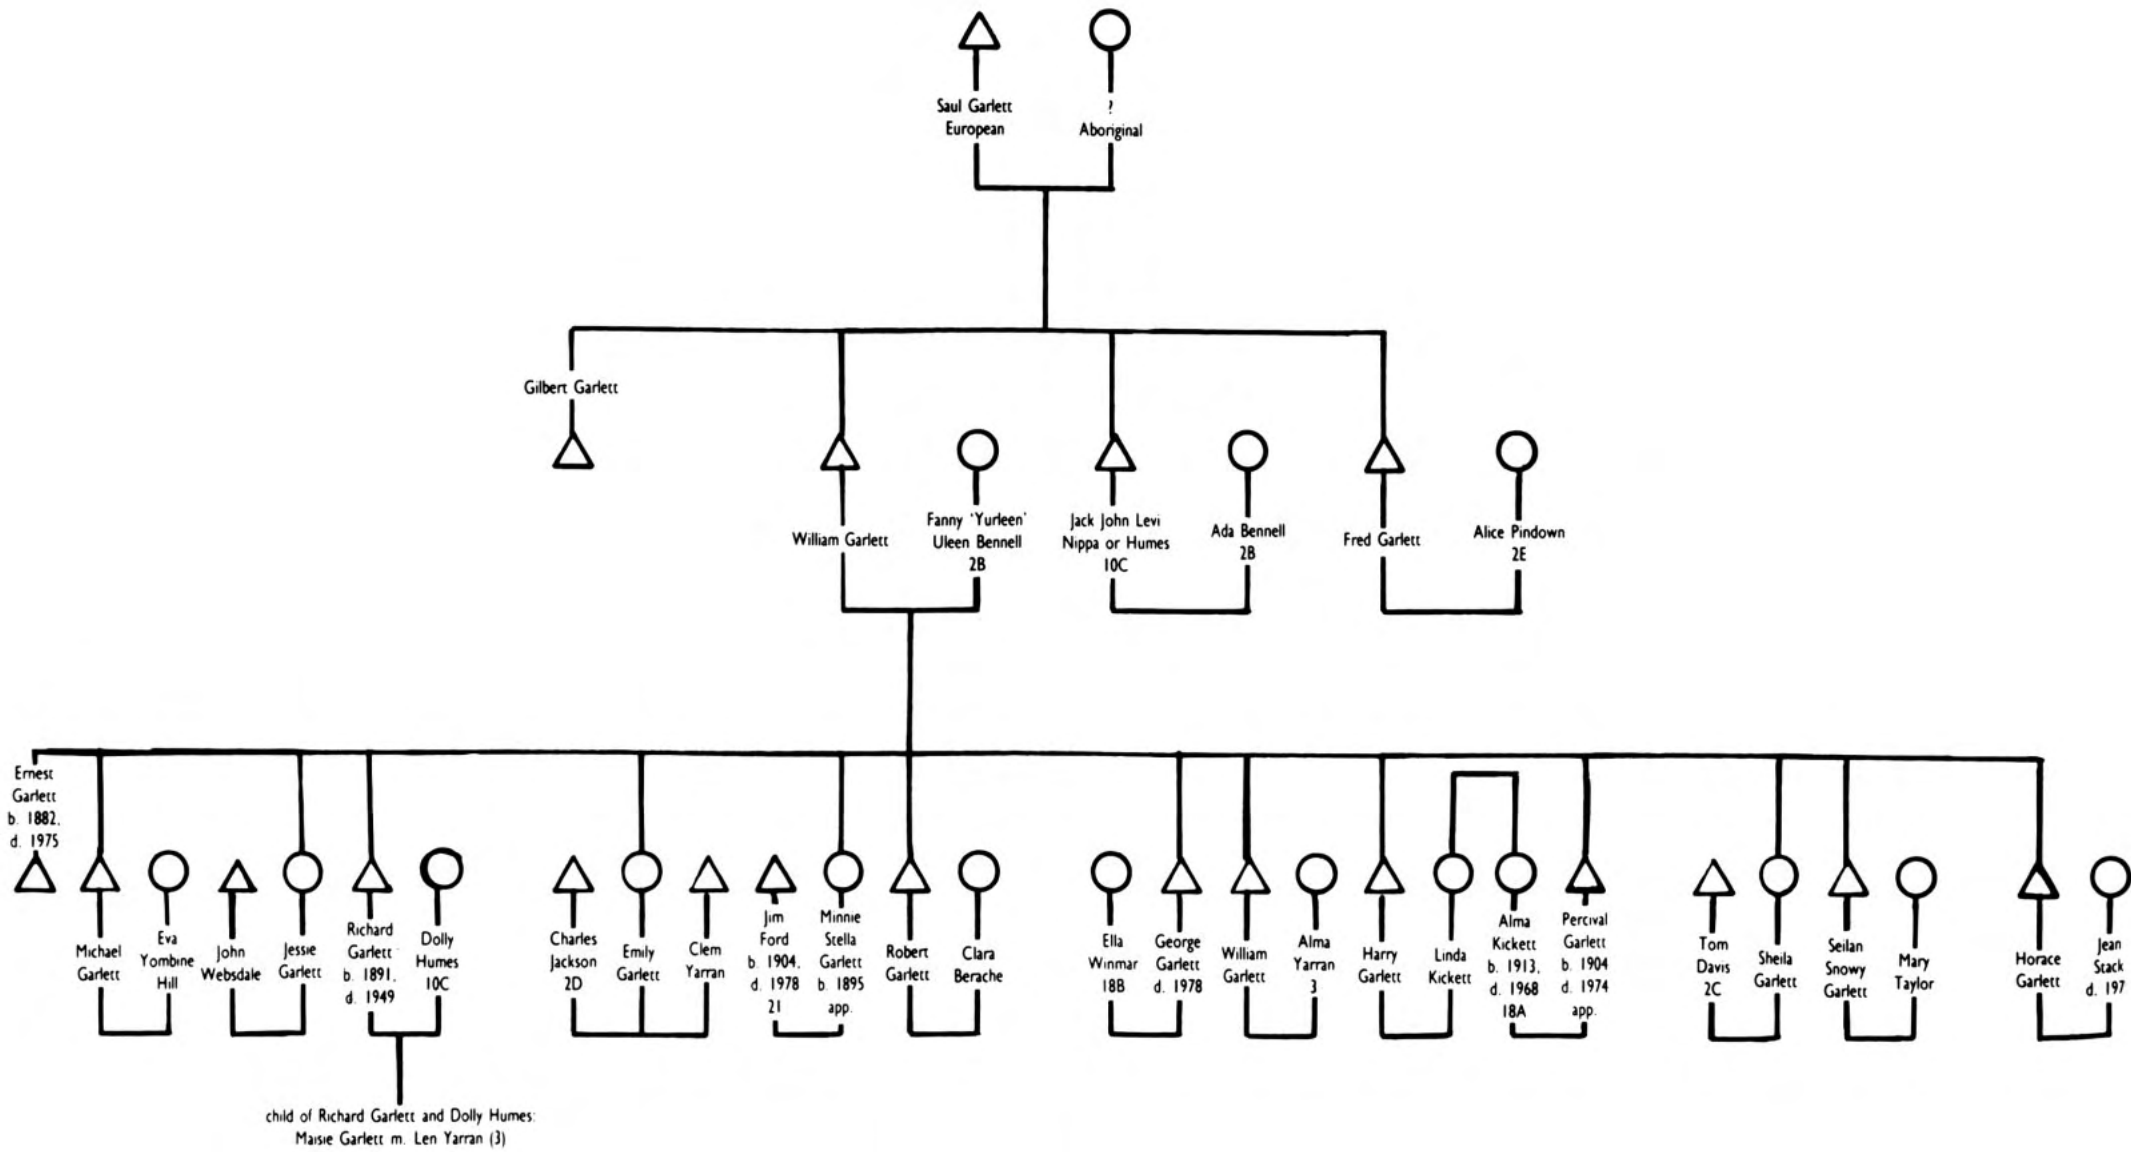 Saul Garlett
European
?
Aboriginal
Gilbert Garlett
William Garlett
Fanny 'Yurleen'
Uleen Bennell
2B
Jack John Levi
Nippa or Humes
10C
Ada Bennell
2B
Fred Garlett
Alice Pindown
2E
Ernest
Garlett
b. 1882,
d. 1975
Michael
Garlett
Eva
Yombine
Hill
John
Websdale
Jessie
Garlett
Richard
Garlett
b. 1891,
d. 1949
Dolly
Humes
10C
Charles
Jackson
2D
Emily
Garlett
Clem
Yarran
Jim
Ford
b. 1904,
d. 1978
21
Minnie
Stella
Garlett
b. 1895
app.
Robert
Garlett
Clara
Berache
Ella
Winmar
18B
George
Garlett
d. 1978
William
Garlett
Alma
Yarran
3
Harry
Garlett
Linda
Kickett
Alma
Kickett
b. 1913,
d. 1968
18A
Percival
Garlett
b. 1904
d. 1974
app.
Tom
Davis
2C
Sheila
Garlett
Seilan
Snowy
Garlett
Mary
Taylor
Horace
Garlett
Jean
Stack
d. 197
child of Richard Garlett and Dolly Humes:
Maisie Garlett m. Len Yarran (3)